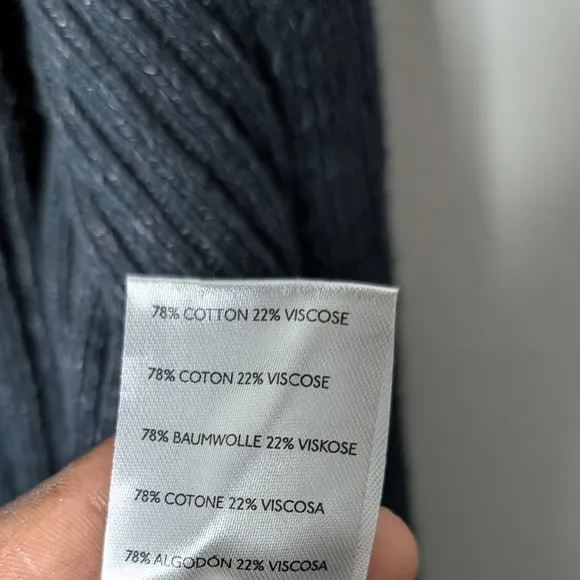 78% COTTON 22% VISCOSE
78% COTON 22% VISCOSE
78% BAUMWOLLE 22% VISKOSE
78% COTONE 22% VISCOSA
78% ALGODÓN 22% VISCOSA